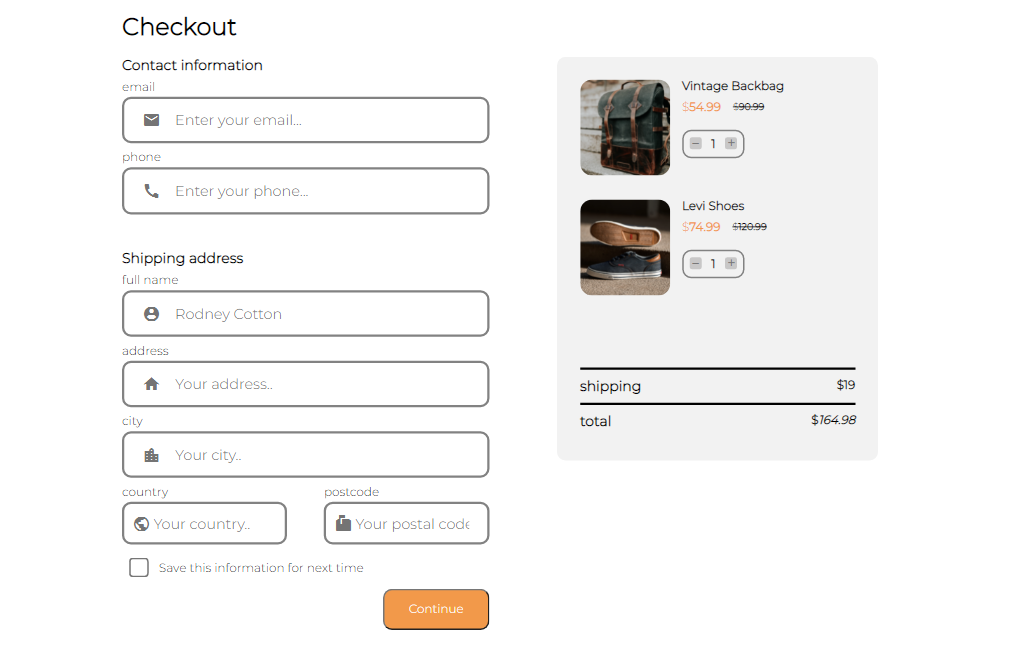 Checkout
Contact information
email
Enter your email...
phone
Enter your phone...
Shipping address
full name
Rodney Cotton
address
Your address..
city
Your city..
country
Your country..
postcode
Your postal code
Save this information for next time
Continue
Vintage Backbag
$54.99 $90.99
− 1 +
Levi Shoes
$74.99 $120.99
− 1 +
shipping $19
total $164.98